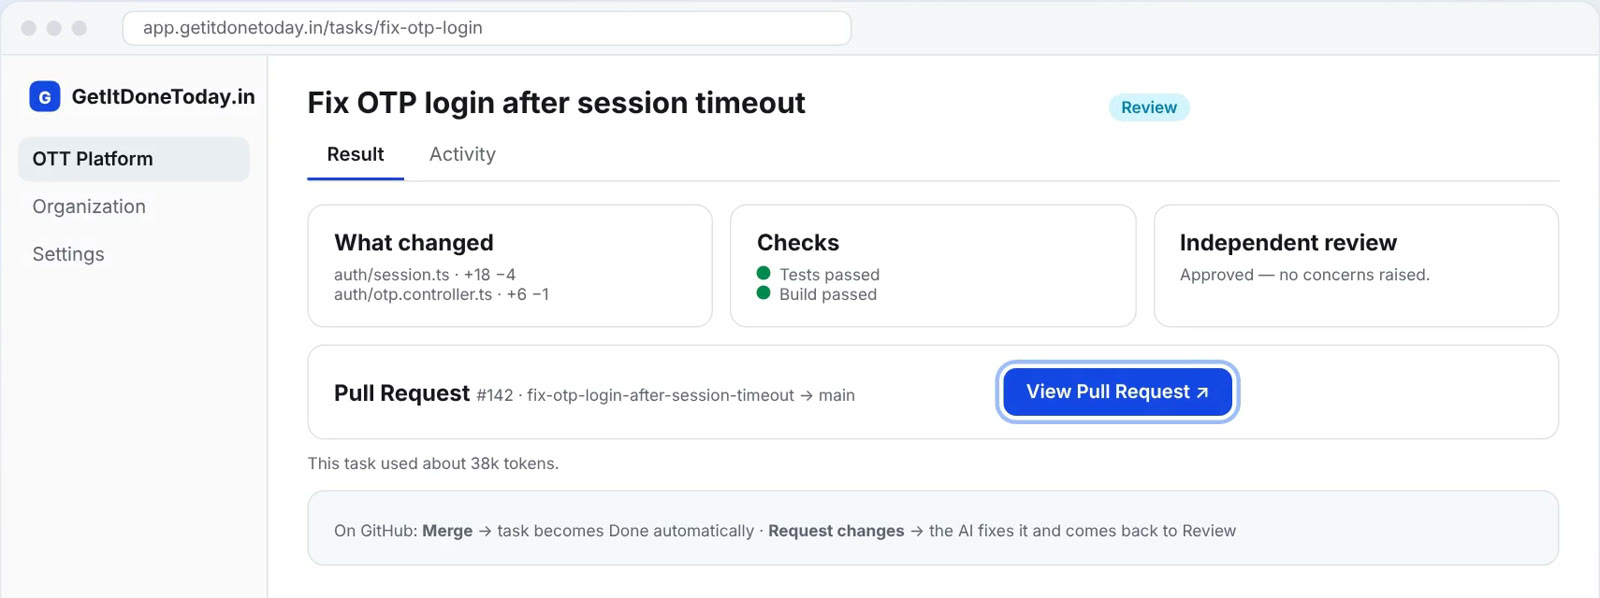 app.getitdonetoday.in/tasks/fix-otp-login
G GetItDoneToday.in
OTT Platform
Organization
Settings
Fix OTP login after session timeout
Review
Result Activity
What changed
auth/session.ts · +18 −4
auth/otp.controller.ts · +6 −1
Checks
Tests passed
Build passed
Independent review
Approved — no concerns raised.
Pull Request #142 · fix-otp-login-after-session-timeout → main
View Pull Request ↗
This task used about 38k tokens.
On GitHub: Merge → task becomes Done automatically · Request changes → the AI fixes it and comes back to Review